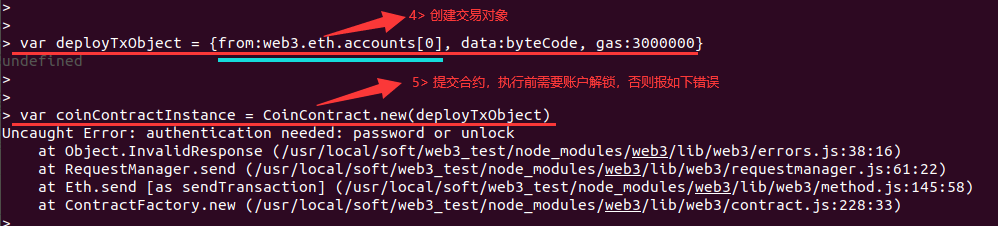 >
>
4> 创建交易对象
> var deployTxObject = {from:web3.eth.accounts[0], data:byteCode, gas:3000000}
undefined
>
>
5> 提交合约，执行前需要账户解锁，否则报如下错误
> var coinContractInstance = CoinContract.new(deployTxObject)
Uncaught Error: authentication needed: password or unlock
    at Object.InvalidResponse (/usr/local/soft/web3_test/node_modules/web3/lib/web3/errors.js:38:16)
    at RequestManager.send (/usr/local/soft/web3_test/node_modules/web3/lib/web3/requestmanager.js:61:22)
    at Eth.send [as sendTransaction] (/usr/local/soft/web3_test/node_modules/web3/lib/web3/method.js:145:58)
    at ContractFactory.new (/usr/local/soft/web3_test/node_modules/web3/lib/web3/contract.js:228:33)
>